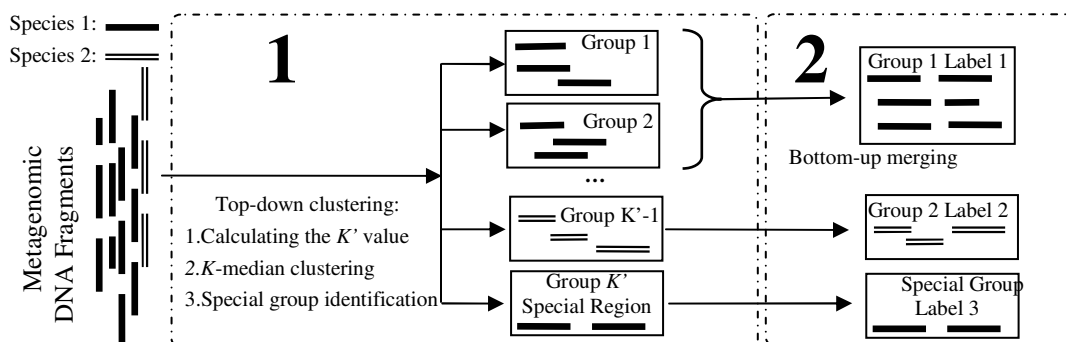 Species 1:
Species 2:
Metagenomic
DNA Fragments
1
Top-down clustering:
1.Calculating the K’ value
2.K-median clustering
3.Special group identification
Group 1
Group 2
...
Group K’-1
Group K’
Special Region
2
Group 1 Label 1
Bottom-up merging
Group 2 Label 2
Special Group
Label 3